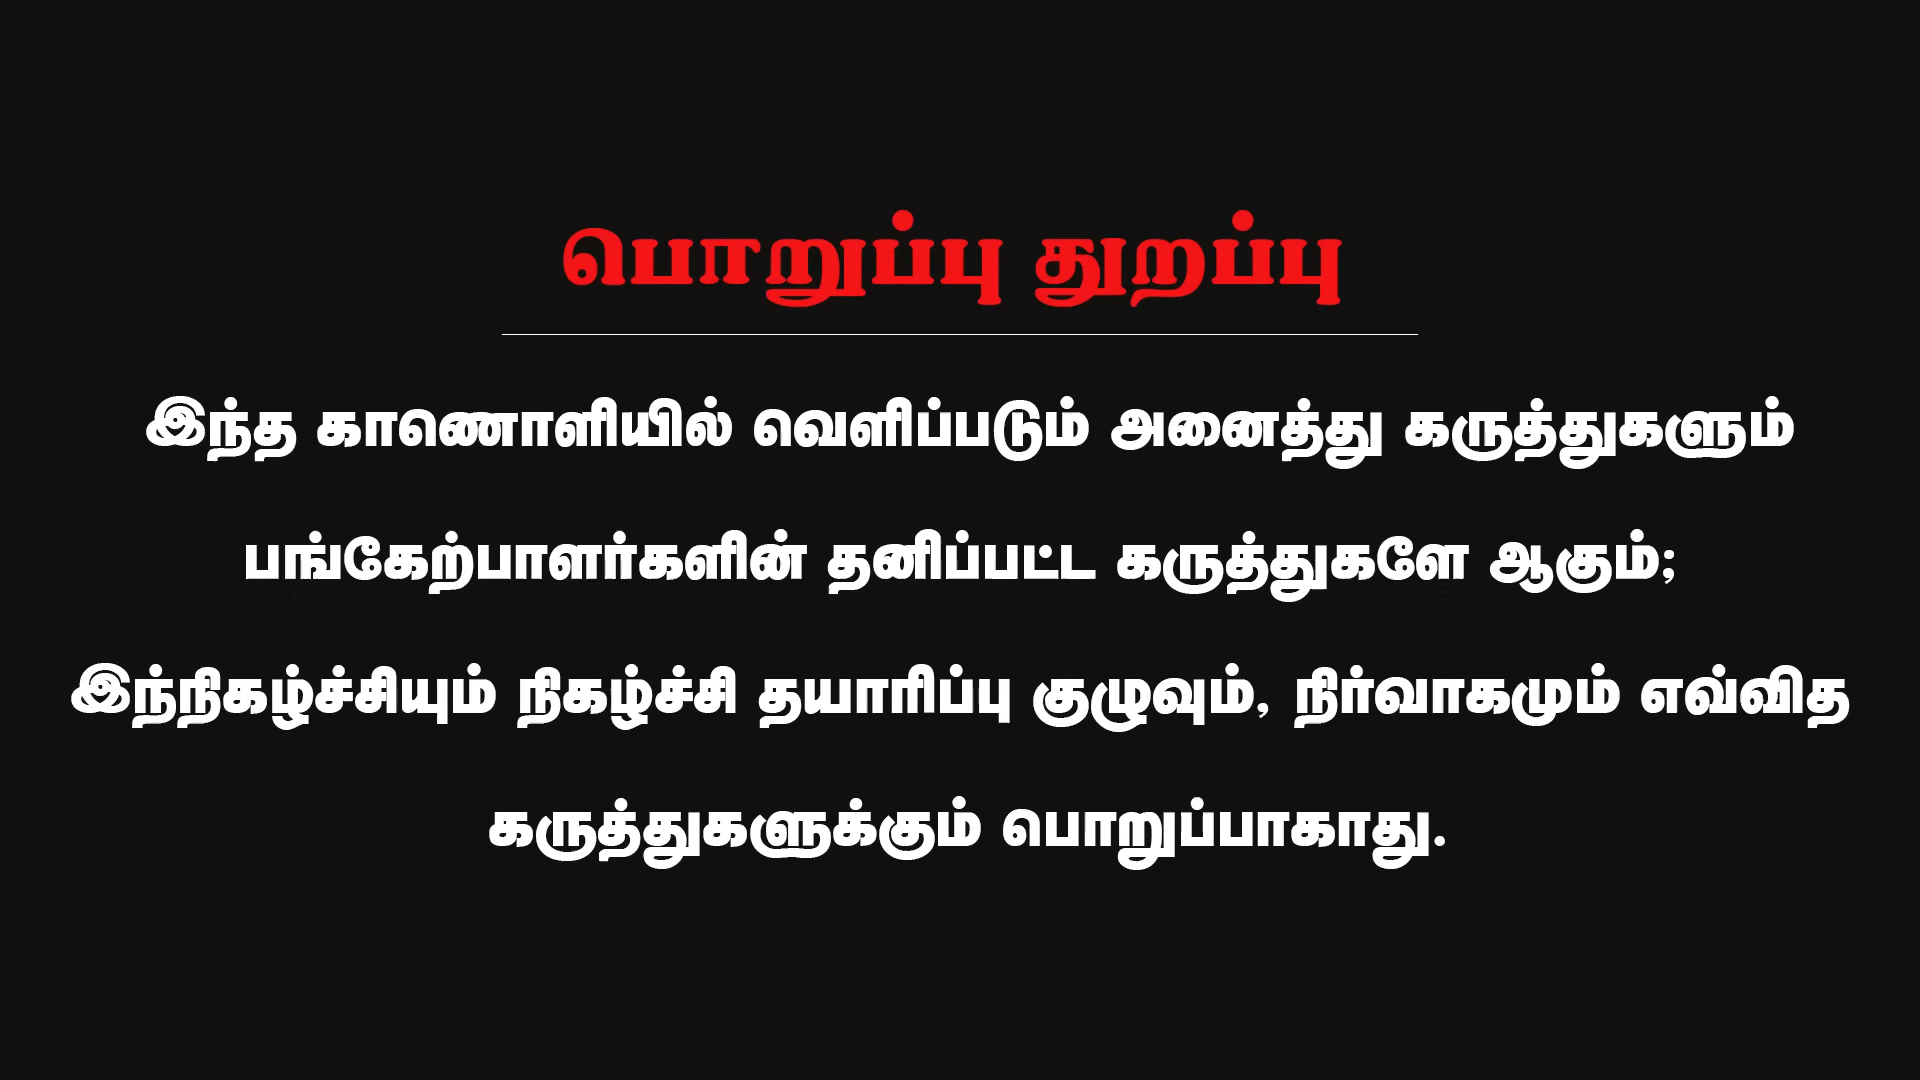 பொறுப்பு துறப்பு
இந்த காணொளியில் வெளிப்படும் அனைத்து கருத்துகளும்
பங்கேற்பாளர்களின் தனிப்பட்ட கருத்துகளே ஆகும்;
இந்நிகழ்ச்சியும் நிகழ்ச்சி தயாரிப்பு குழுவும், நிர்வாகமும் எவ்வித
கருத்துகளுக்கும் பொறுப்பாகாது.